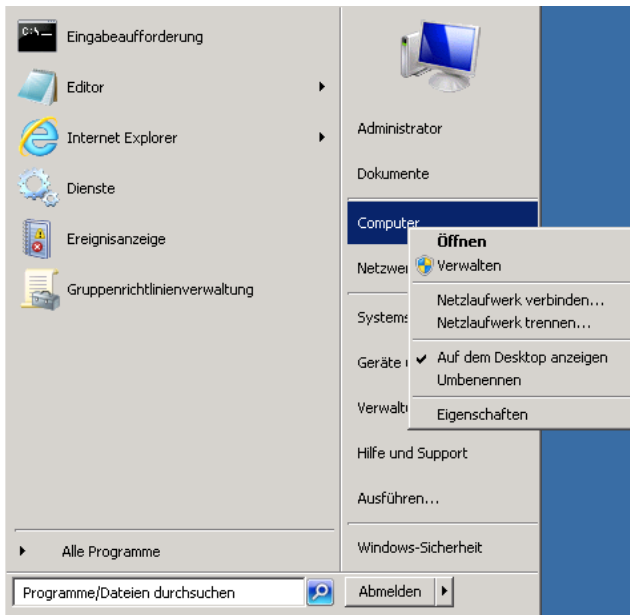 Eingabeaufforderung
Editor
Internet Explorer
Dienste
Ereignisanzeige
Gruppenrichtlinienverwaltung
Alle Programme
Programme/Dateien durchsuchen
Administrator
Dokumente
Computer
Öffnen
Verwalten
Netzlaufwerk verbinden...
Netzlaufwerk trennen...
Auf dem Desktop anzeigen
Umbenennen
Eigenschaften
Hilfe und Support
Ausführen...
Windows-Sicherheit
Abmelden